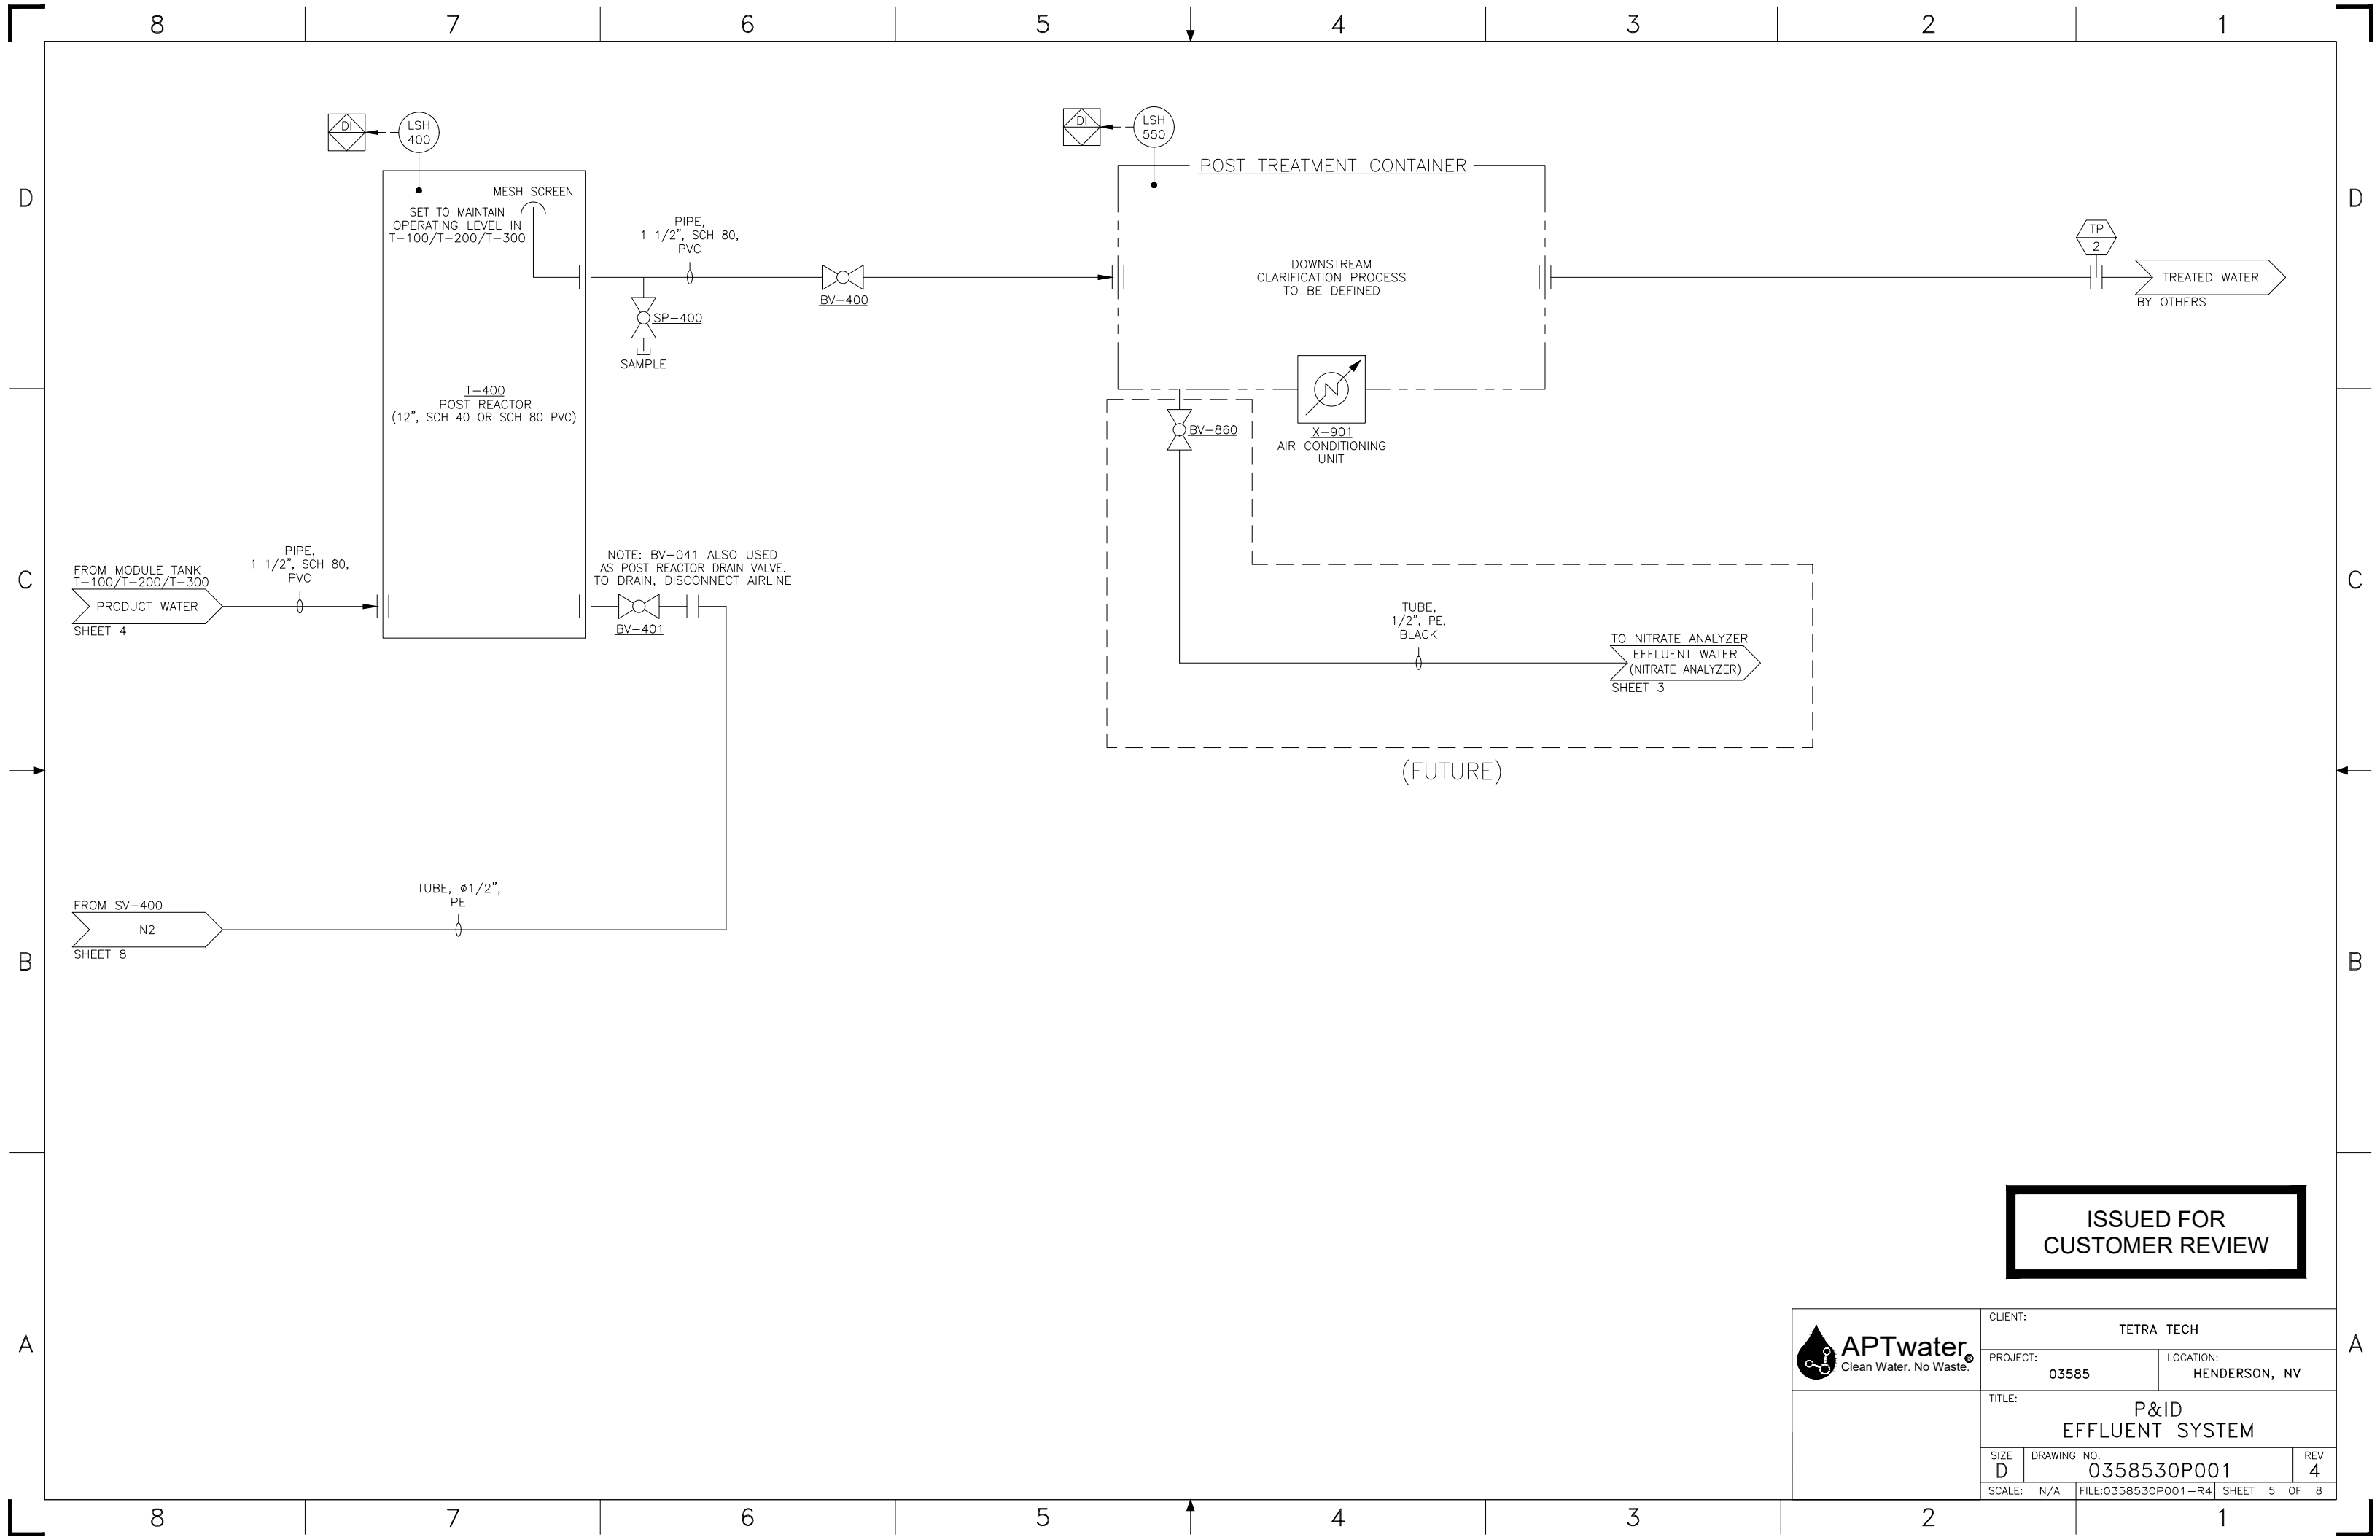 8 7 6 5 4 3 2 1
D D
C C
B B
A A
DI
LSH
400
MESH SCREEN
SET TO MAINTAIN
OPERATING LEVEL IN
T-100/T-200/T-300
PIPE,
1 1/2", SCH 80,
PVC
BV-400
SP-400
SAMPLE
T-400
POST REACTOR
(12", SCH 40 OR SCH 80 PVC)
DI
LSH
550
POST TREATMENT CONTAINER
DOWNSTREAM
CLARIFICATION PROCESS
TO BE DEFINED
TP
2
TREATED WATER
BY OTHERS
BV-860
X-901
AIR CONDITIONING
UNIT
FROM MODULE TANK
T-100/T-200/T-300
PRODUCT WATER
SHEET 4
PIPE,
1 1/2", SCH 80,
PVC
NOTE: BV-041 ALSO USED
AS POST REACTOR DRAIN VALVE.
TO DRAIN, DISCONNECT AIRLINE
BV-401
TUBE,
1/2", PE,
BLACK
TO NITRATE ANALYZER
EFFLUENT WATER
(NITRATE ANALYZER)
SHEET 3
(FUTURE)
FROM SV-400
N2
SHEET 8
TUBE, ø1/2",
PE
ISSUED FOR
CUSTOMER REVIEW
APTwater®
Clean Water. No Waste.
CLIENT:
TETRA TECH
PROJECT:
03585
LOCATION:
HENDERSON, NV
TITLE:
P&ID
EFFLUENT SYSTEM
SIZE
D
DRAWING NO.
0358530P001
REV
4
SCALE: N/A
FILE:0358530P001-R4
SHEET 5 OF 8
8 7 6 5 4 3 2 1